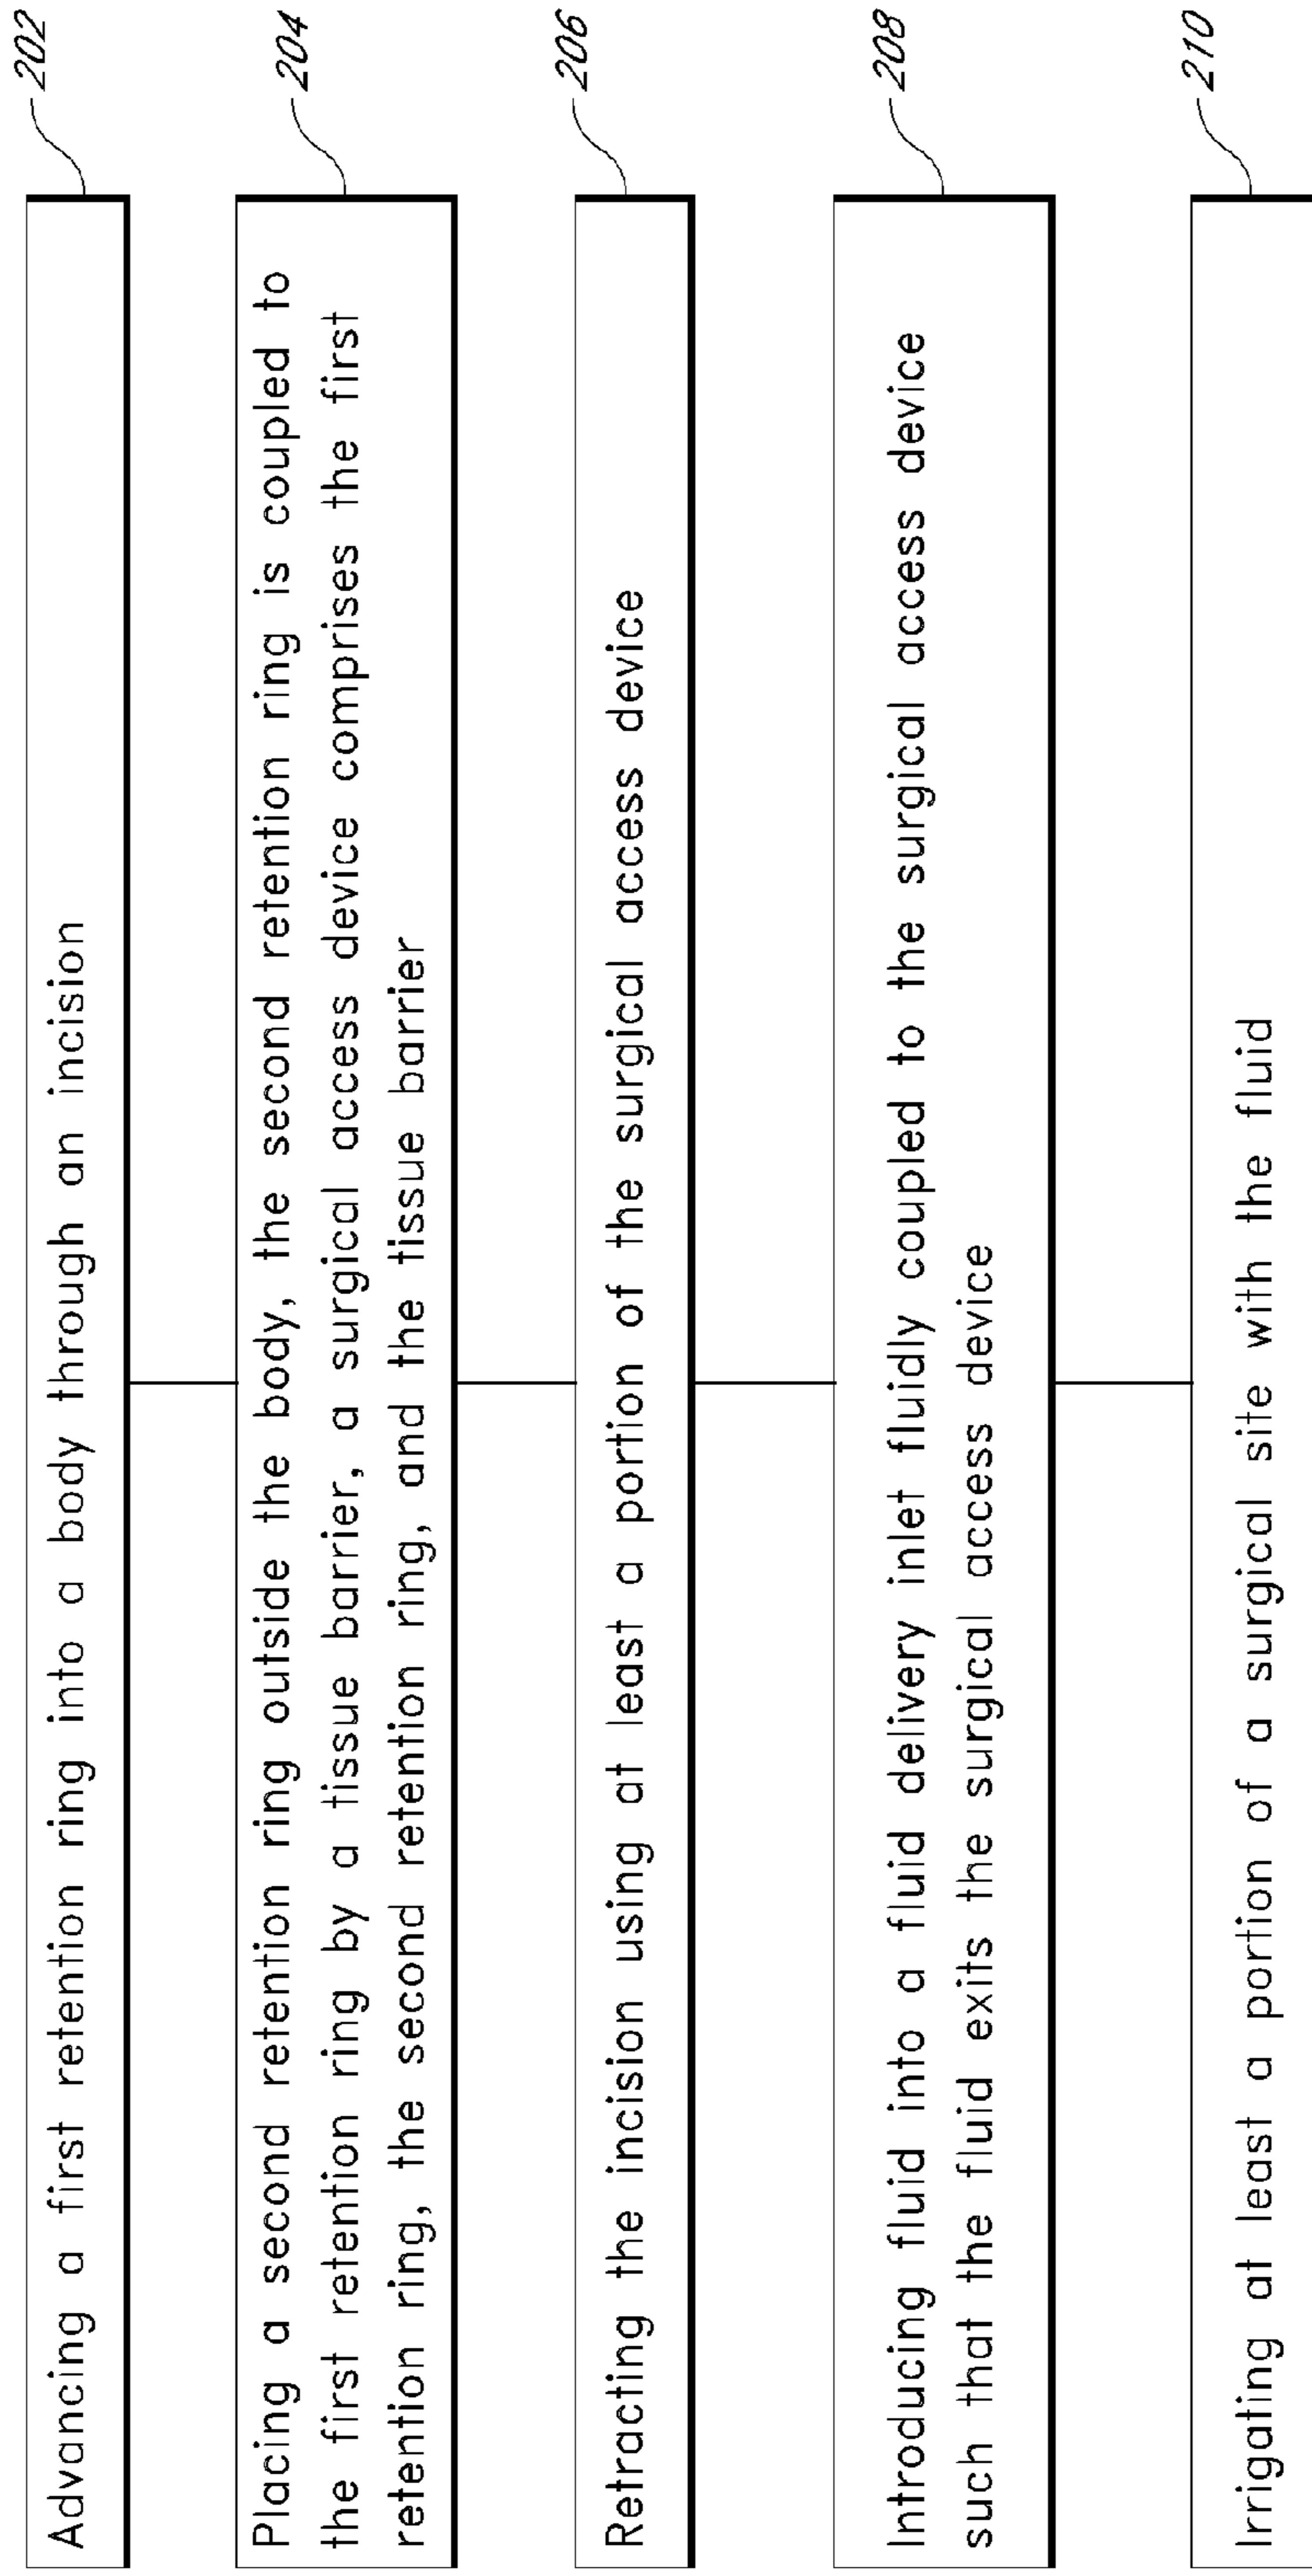 Advancing a first retention ring into a body through an incision
202
Placing a second retention ring outside the body, the second retention ring is coupled to
the first retention ring by a tissue barrier, a surgical access device comprises the first
retention ring, the second retention ring, and the tissue barrier
204
Retracting the incision using at least a portion of the surgical access device
206
Introducing fluid into a fluid delivery inlet fluidly coupled to the surgical access device
such that the fluid exits the surgical access device
208
Irrigating at least a portion of a surgical site with the fluid
210